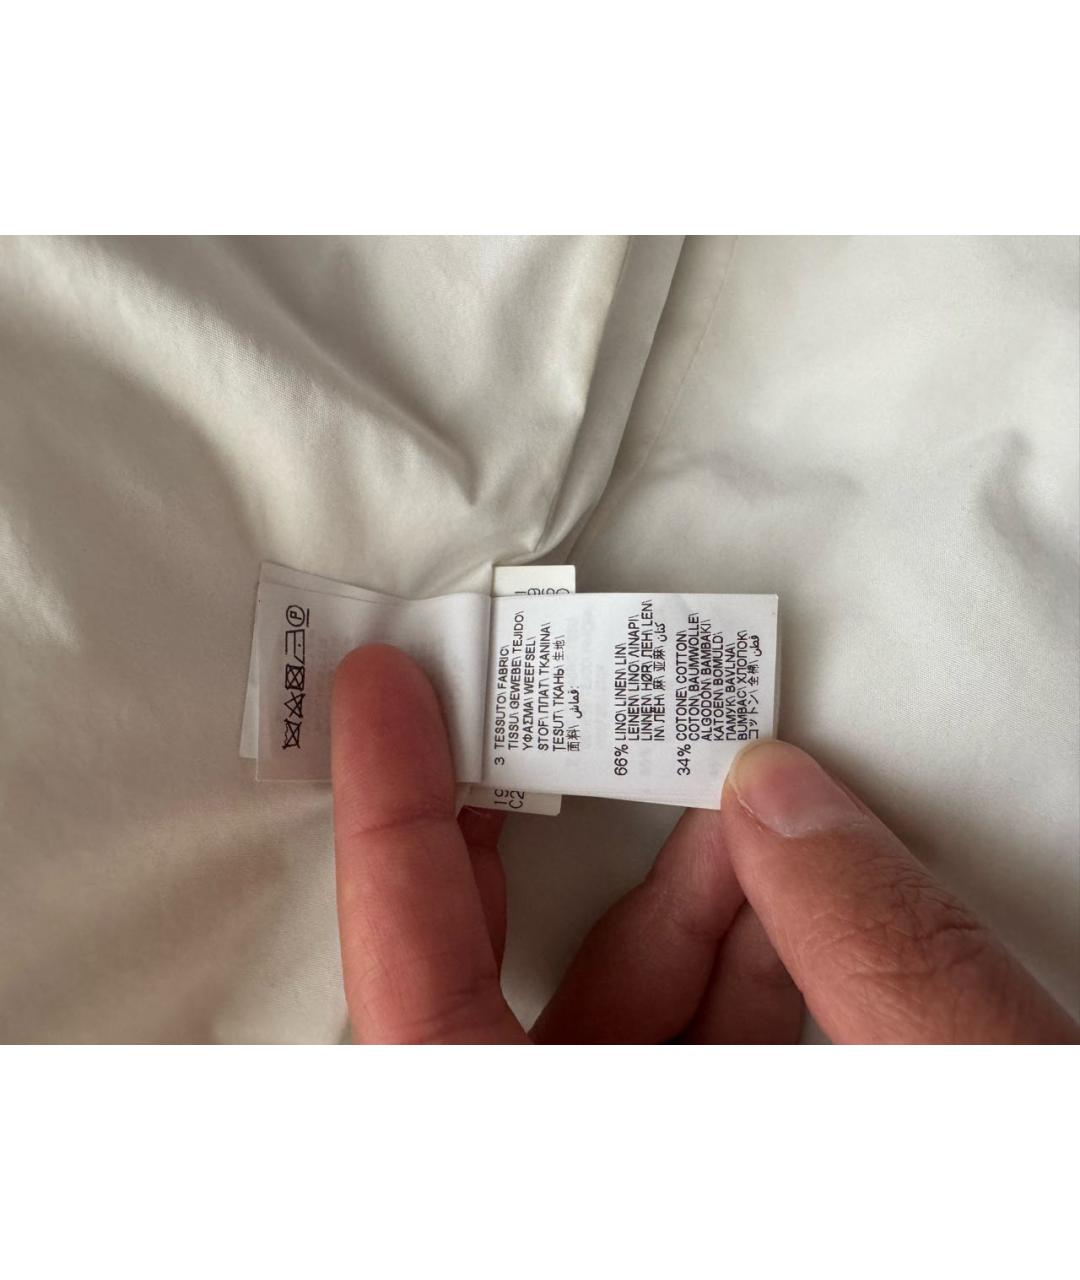 3 TESSUTO\ FABRIC\
TISSU\ GEWEBE\ TEJIDO\
ΥΦΑΣΜΑ\ WEEFSEL\
STOF\ ПЛАТ\ TKANINA\
TESUT\ ТКАНЬ\ 生地\
面料\ قماش\
66% LINO\ LINEN\ LIN\
LEINEN\ LINO\ ΛΙΝΑΡΙ\
LINNEN\ HØR\ ЛЕН\ LEN\
IN\ ЛЁН\ 麻\ 亚麻\ كتان\
34% COTONE\ COTTON\
COTON\ BAUMWOLLE\
ALGODON\ BAMBAKI\
KATOEN\ BOMULD\
ПАМУК\ BAVLNA\
BUMBAC\ ХЛОПОК\
コットン\ 全棉\ قطن\
P